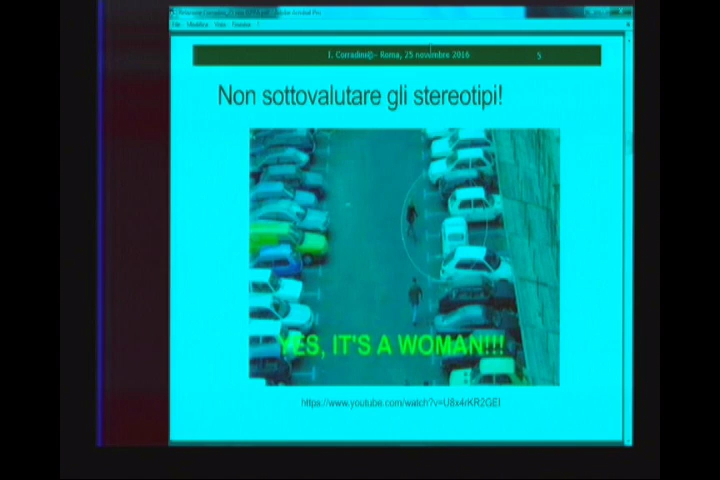 I. Corradini©- Roma, 25 novembre 2016 5
Non sottovalutare gli stereotipi!
YES, IT'S A WOMAN!!!
https://www.youtube.com/watch?v=U8x4rKR2GEI